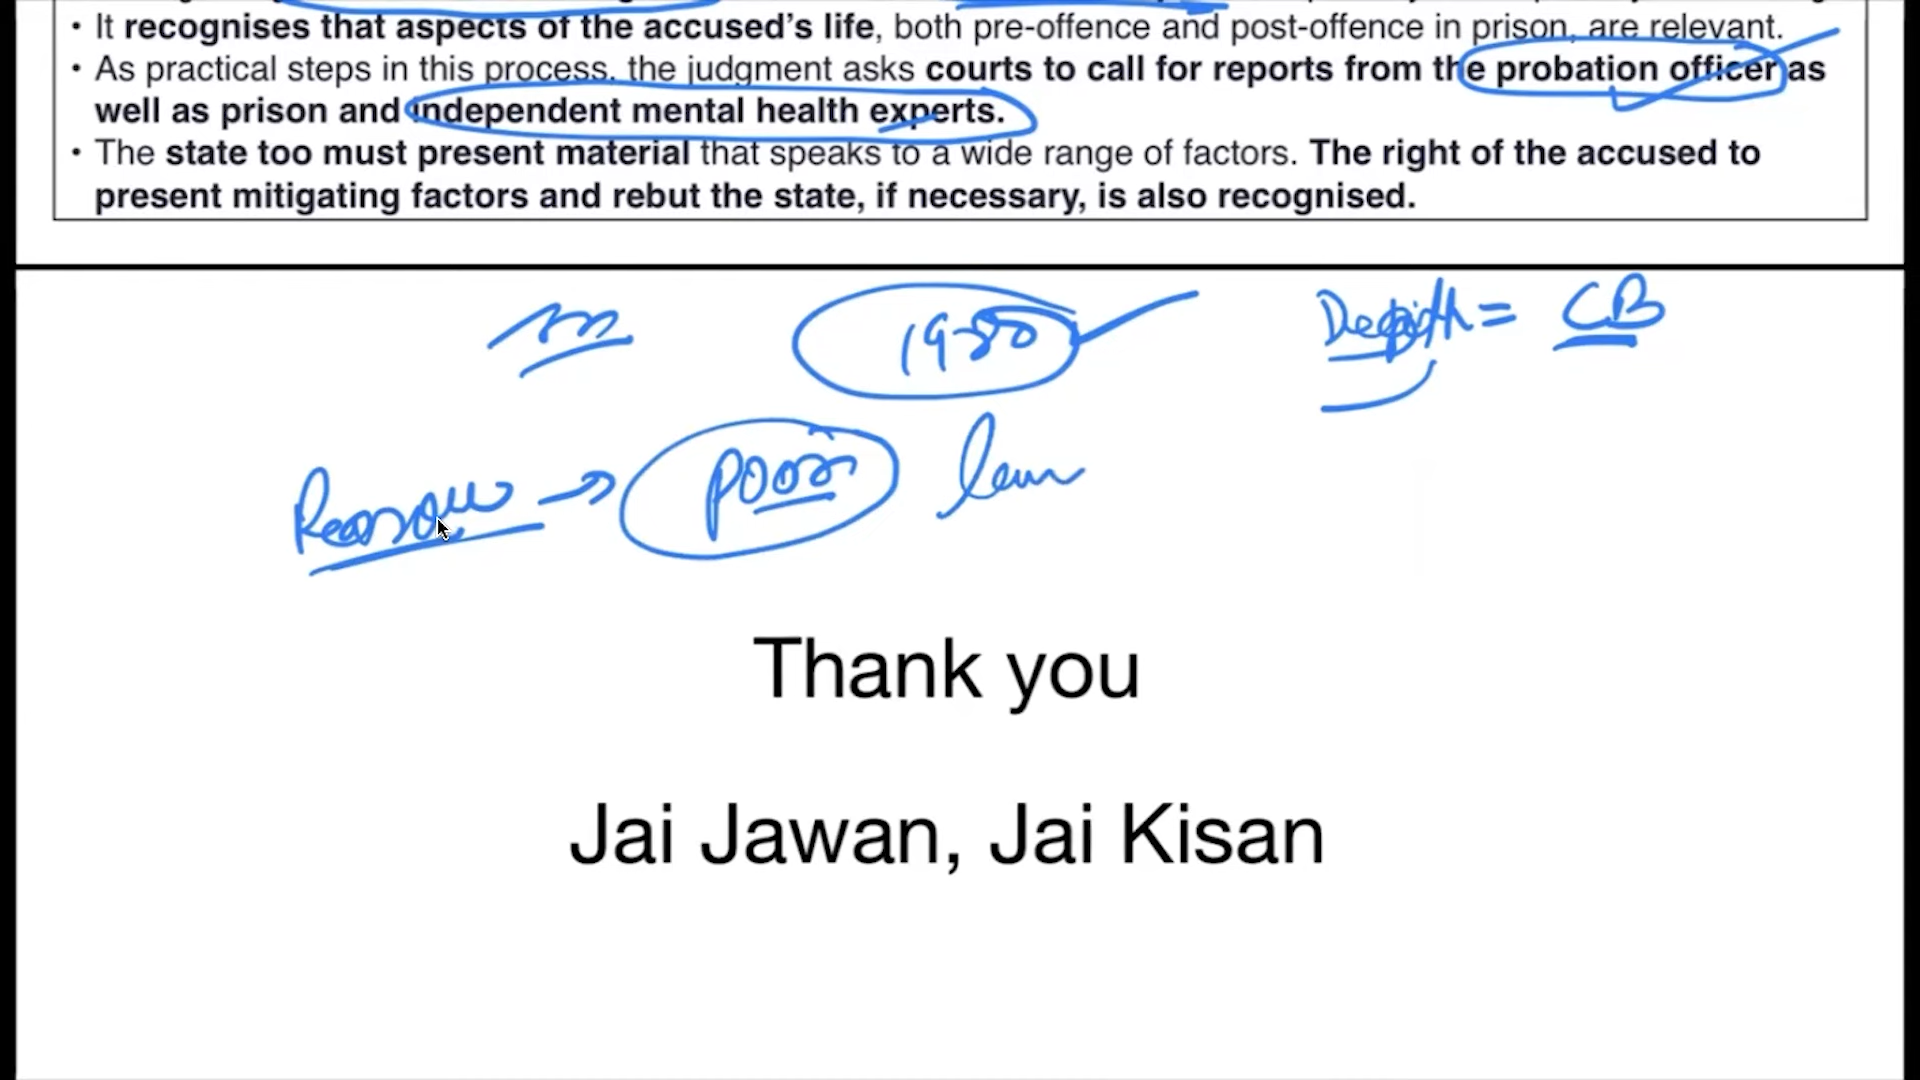 • It recognises that aspects of the accused's life, both pre-offence and post-offence in prison, are relevant.
• As practical steps in this process, the judgment asks courts to call for reports from the probation officer as
well as prison and independent mental health experts.
• The state too must present material that speaks to a wide range of factors. The right of the accused to
present mitigating factors and rebut the state, if necessary, is also recognised.
1980 = CB
Reason → poor
Thank you
Jai Jawan, Jai Kisan